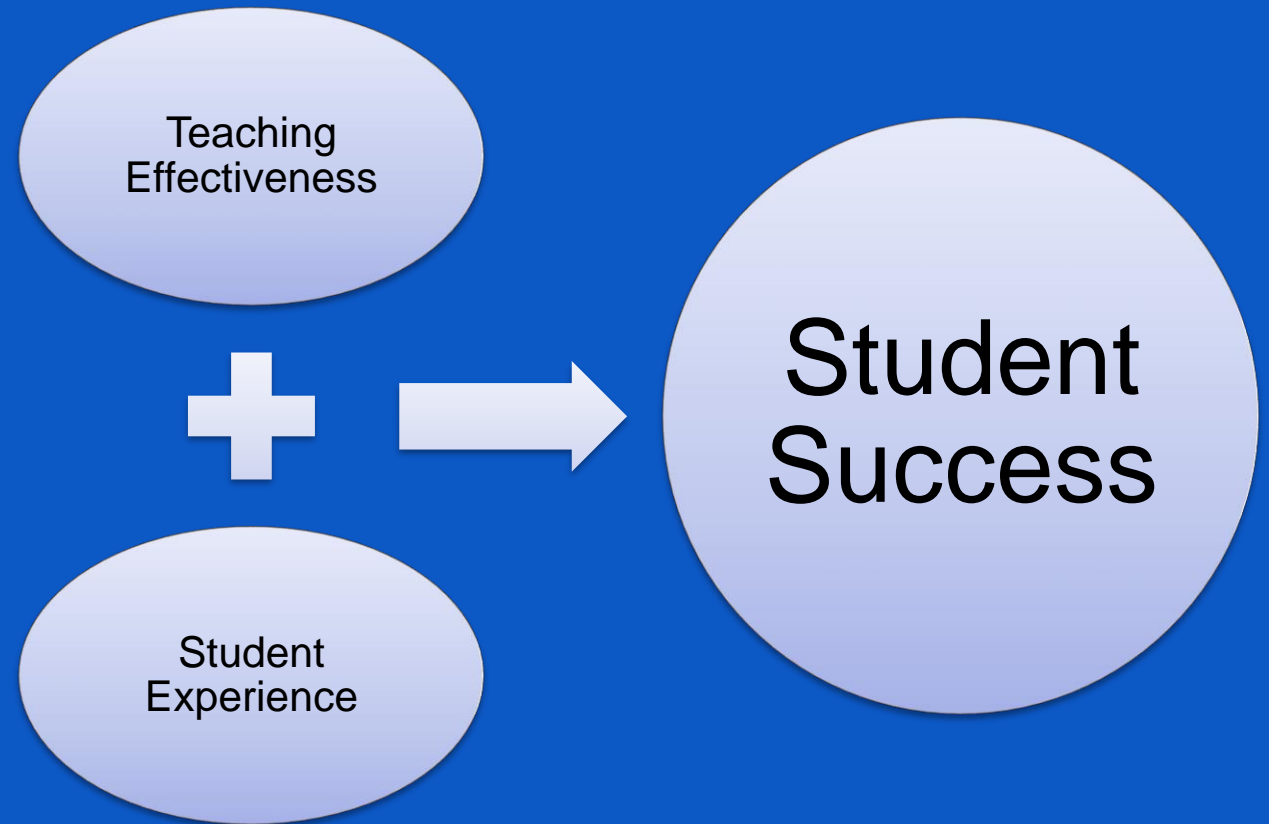 Teaching
Effectiveness
Student
Experience
Student
Success